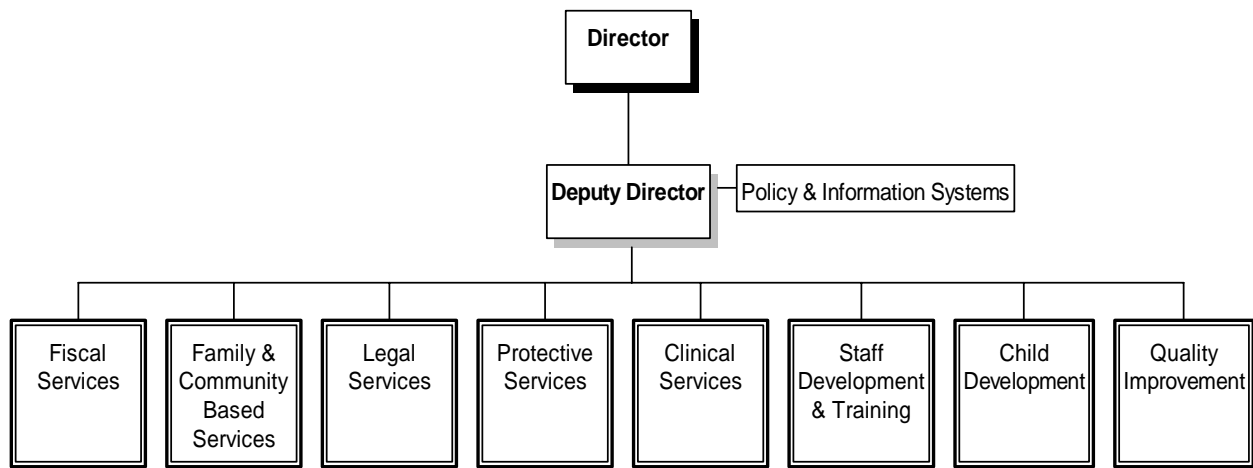 Director
Deputy Director
Policy & Information Systems
Fiscal
Services
Family &
Community
Based
Services
Legal
Services
Protective
Services
Clinical
Services
Staff
Development
& Training
Child
Development
Quality
Improvement